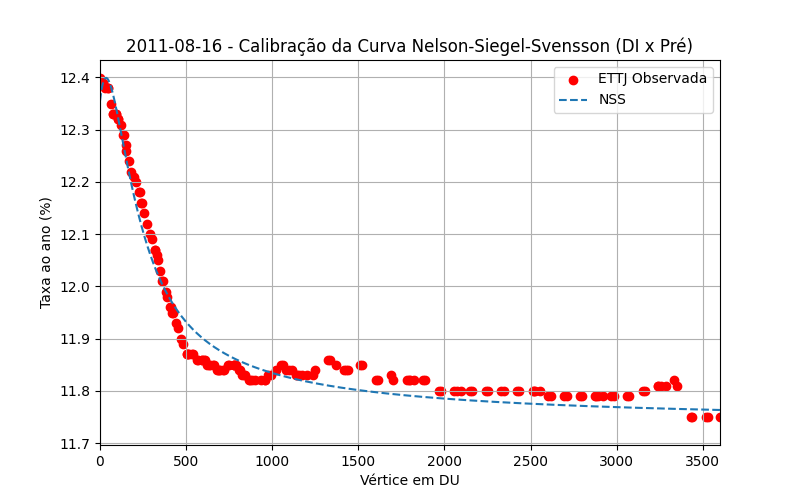 2011-08-16 - Calibração da Curva Nelson-Siegel-Svensson (DI x Pré)
ETTJ Observada
NSS
Taxa ao ano (%)
12.4
12.3
12.2
12.1
12.0
11.9
11.8
11.7
0 500 1000 1500 2000 2500 3000 3500
Vértice em DU